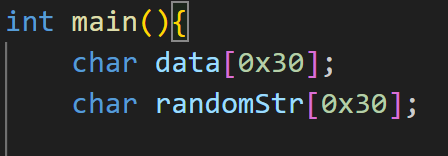 int main(){
char data[0x30];
char randomStr[0x30];